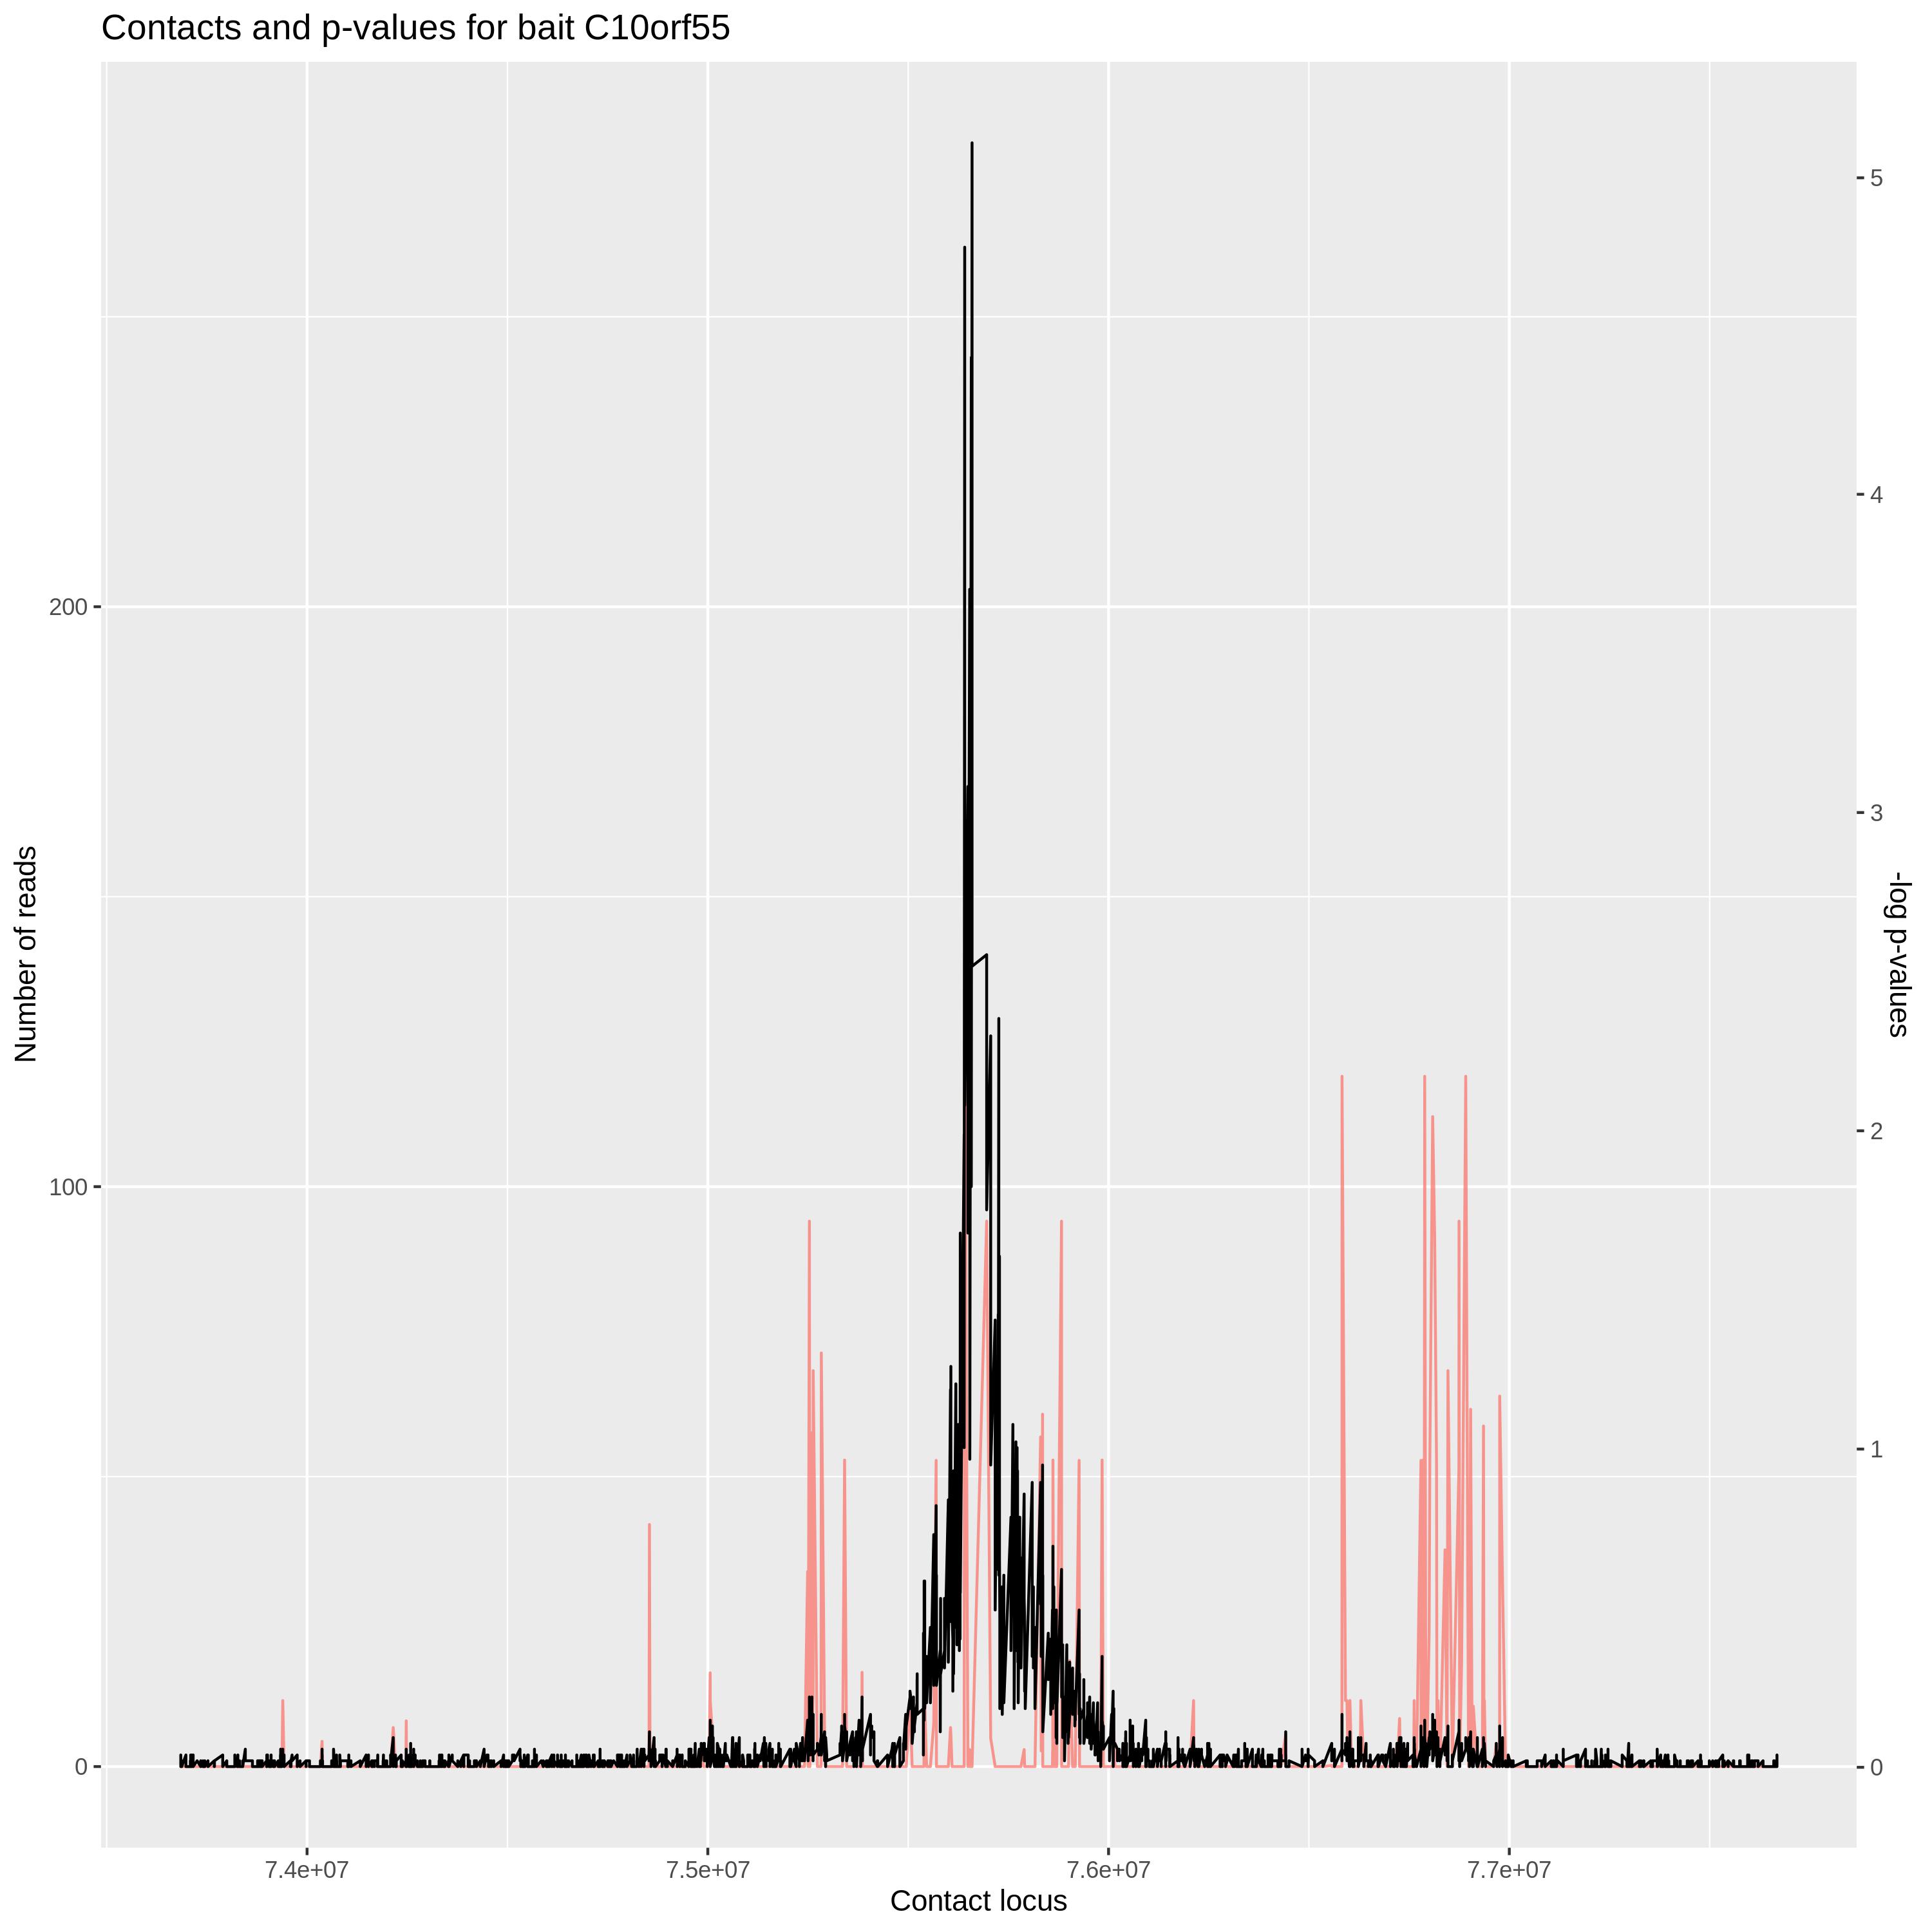 Contacts and p-values for bait C10orf55
Number of reads
200
100
0
5
4
3
2
1
0
-log p-values
7.4e+07 7.5e+07 7.6e+07 7.7e+07
Contact locus